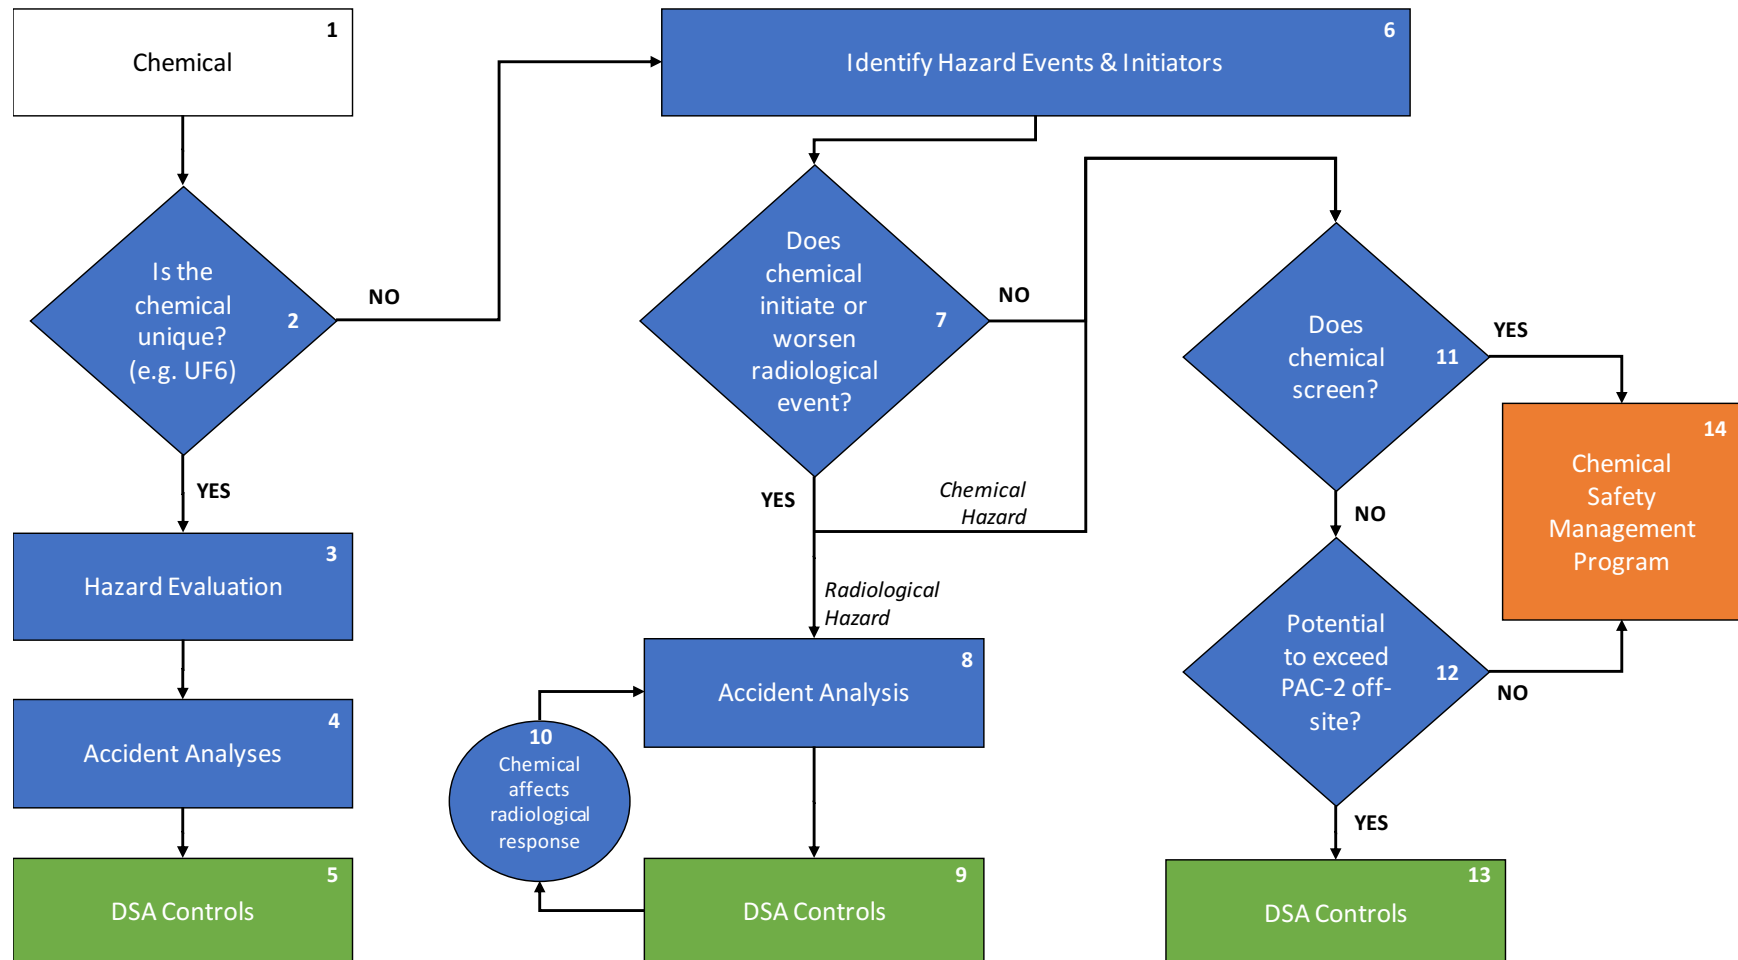 1
Chemical
Is the
chemical
unique?
(e.g. UF6)
2
NO
YES
3
Hazard Evaluation
4
Accident Analyses
5
DSA Controls
6
Identify Hazard Events & Initiators
Does
chemical
initiate or
worsen
radiological
event?
7
NO
YES
Chemical
Hazard
Radiological
Hazard
8
Accident Analysis
9
DSA Controls
10
Chemical
affects
radiological
response
Does
chemical
screen?
11
YES
NO
Potential
to exceed
PAC-2 off-
site?
12
NO
YES
13
DSA Controls
14
Chemical
Safety
Management
Program